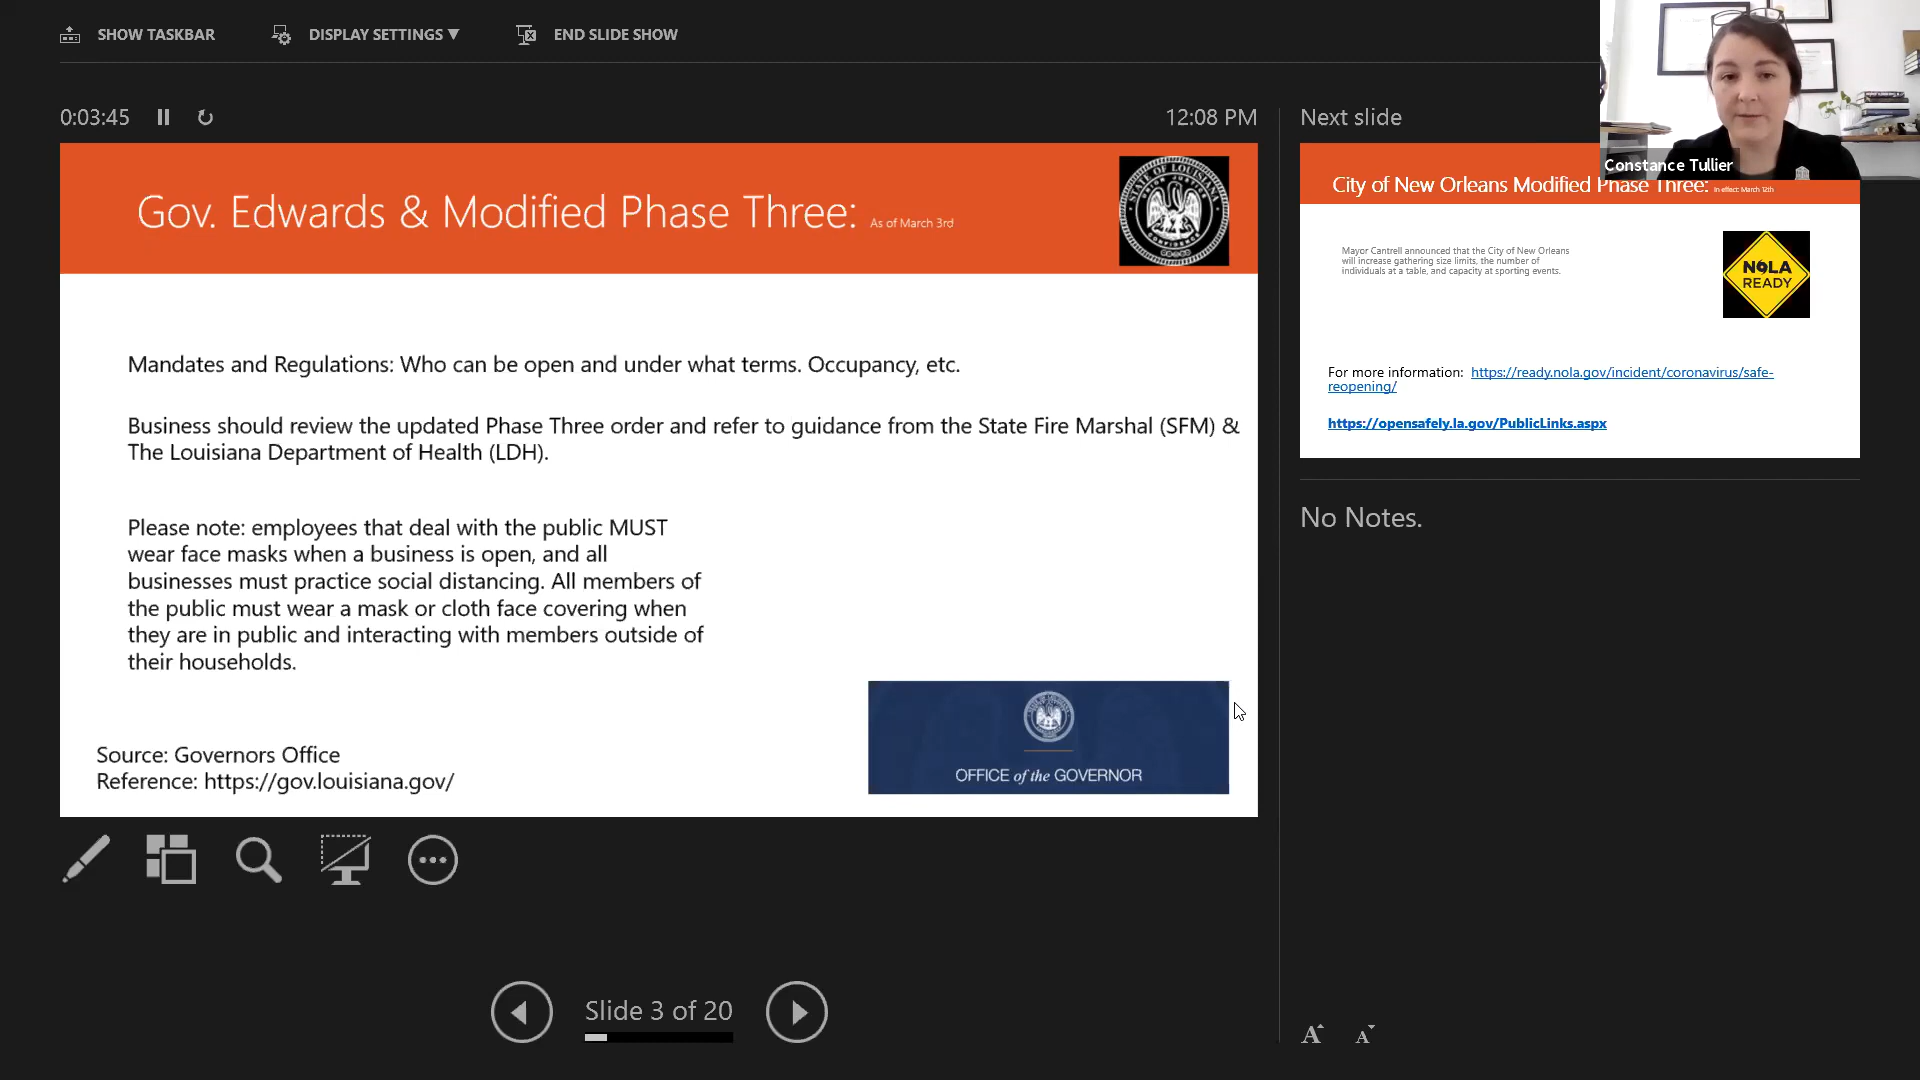 SHOW TASKBAR
DISPLAY SETTINGS ▼
END SLIDE SHOW
0:03:45
12:08 PM
Gov. Edwards & Modified Phase Three: As of March 3rd
STATE OF LOUISIANA
CONFIDENCE
Mandates and Regulations: Who can be open and under what terms. Occupancy, etc.
Business should review the updated Phase Three order and refer to guidance from the State Fire Marshal (SFM) &
The Louisiana Department of Health (LDH).
Please note: employees that deal with the public MUST
wear face masks when a business is open, and all
businesses must practice social distancing. All members of
the public must wear a mask or cloth face covering when
they are in public and interacting with members outside of
their households.
OFFICE of the GOVERNOR
Source: Governors Office
Reference: https://gov.louisiana.gov/
Slide 3 of 20
Next slide
Constance Tullier
City of New Orleans Modified Phase Three: In effect: March 12th
Mayor Cantrell announced that the City of New Orleans
will increase gathering size limits, the number of
individuals at a table, and capacity at sporting events.
NOLA
READY
For more information: https://ready.nola.gov/incident/coronavirus/safe-
reopening/
https://opensafely.la.gov/PublicLinks.aspx
No Notes.
A A